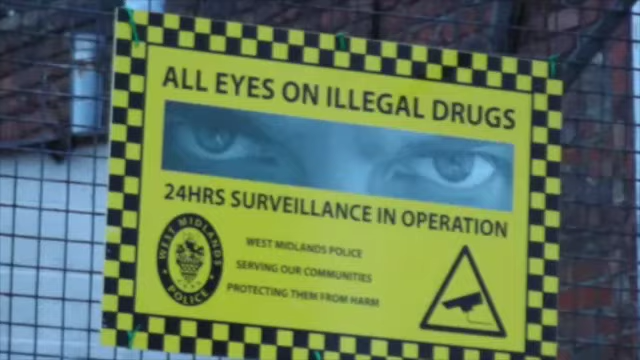 ALL EYES ON ILLEGAL DRUGS
24HRS SURVEILLANCE IN OPERATION
WEST MIDLANDS
POLICE
WEST MIDLANDS POLICE
SERVING OUR COMMUNITIES
PROTECTING THEM FROM HARM